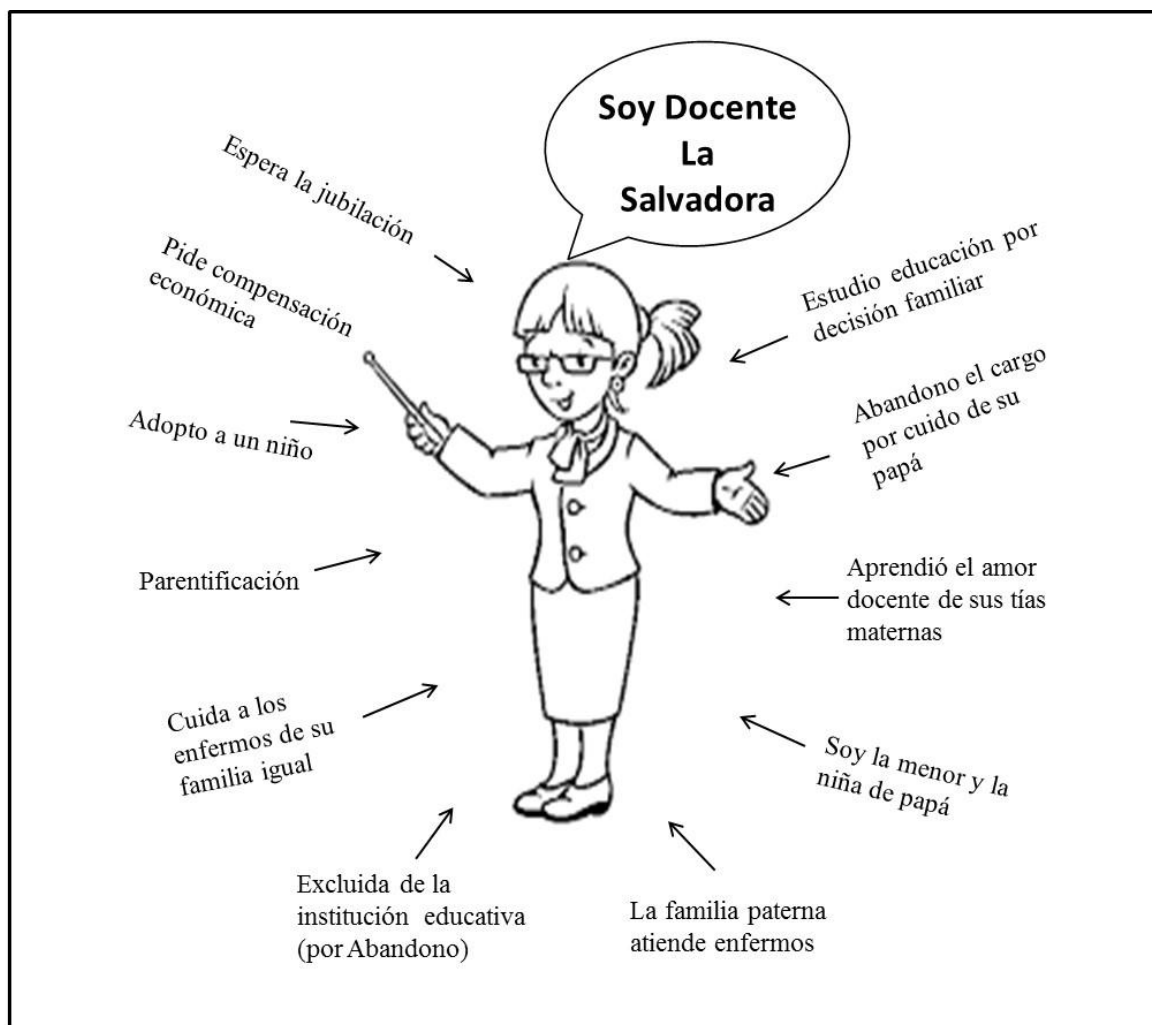 Soy Docente
La
Salvadora
Espera la jubilación
Pide compensación
económica
Adopto a un niño
Parentificación
Cuida a los
enfermos de su
familia igual
Excluida de la
institución educativa
(por Abandono)
La familia paterna
atiende enfermos
Soy la menor y la
niña de papá
Aprendió el amor
docente de sus tías
maternas
Abandono el cargo
por cuido de su
papá
Estudio educación por
decisión familiar